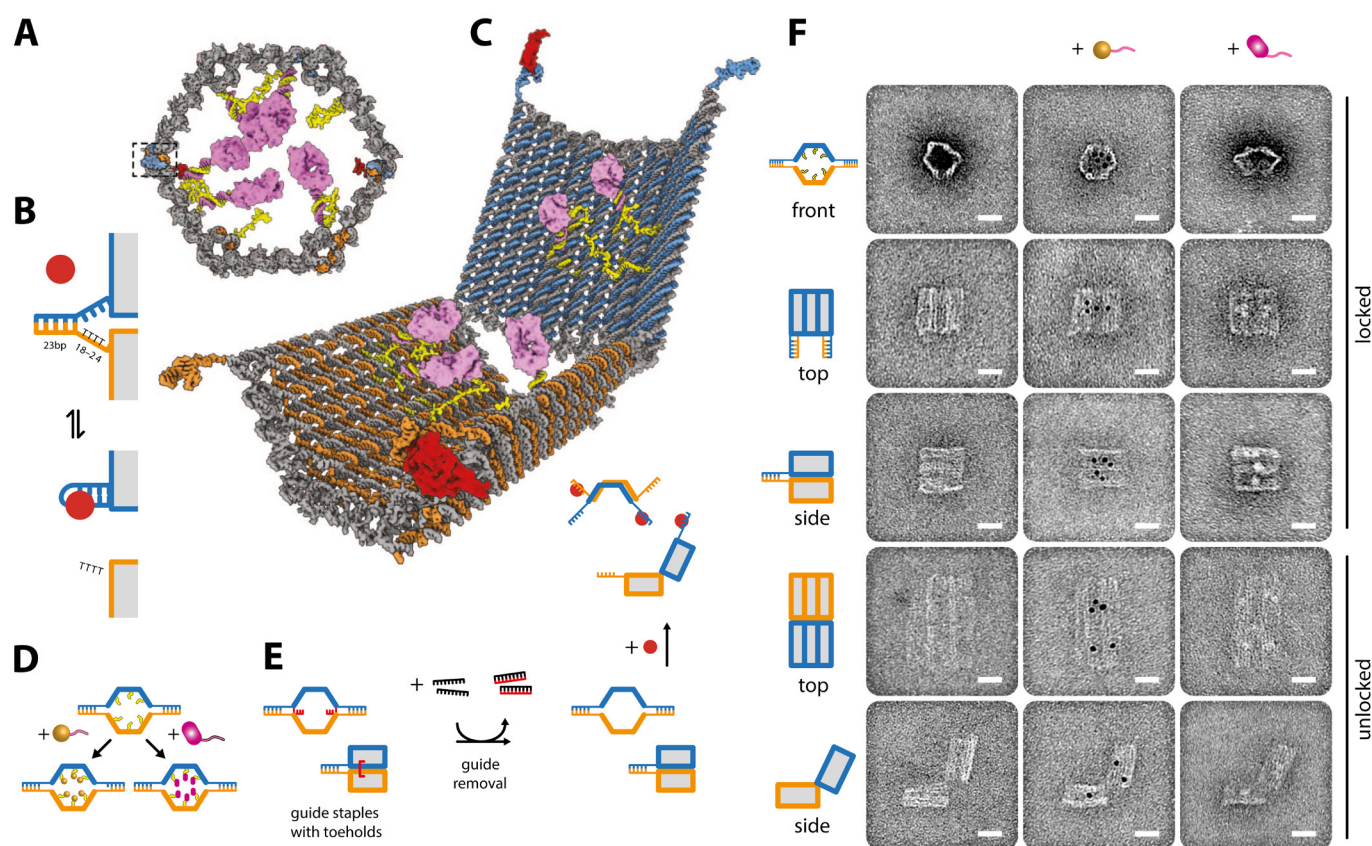 A
B
23bp
18-24
TTTT
TTTT
C
D
+
+
E
guide staples
with toeholds
+
guide
removal
+
F
+
+
front
top
side
top
side
locked
unlocked